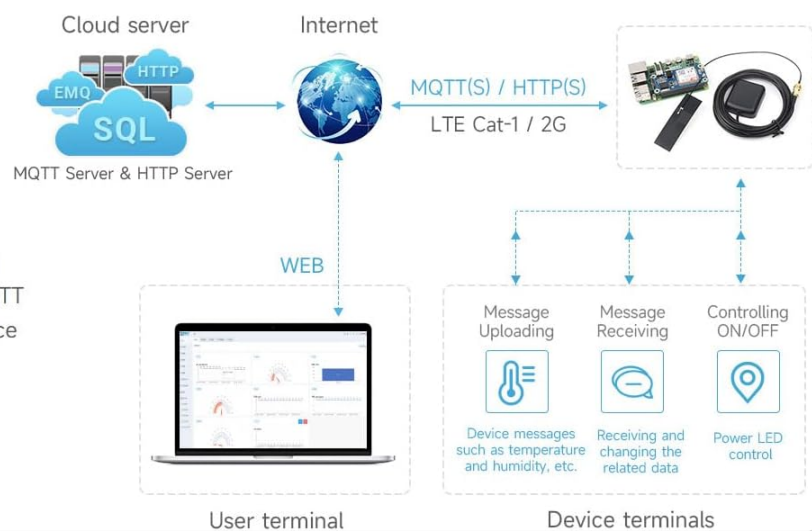 Cloud server
Internet
HTTP
EMQ
SQL
MQTT(S) / HTTP(S)
LTE Cat-1 / 2G
MQTT Server & HTTP Server
WEB
TT
ce
Message
Uploading
Message
Receiving
Controlling
ON/OFF
Device messages
such as temperature
and humidity, etc.
Receiving and
changing the
related data
Power LED
control
User terminal
Device terminals